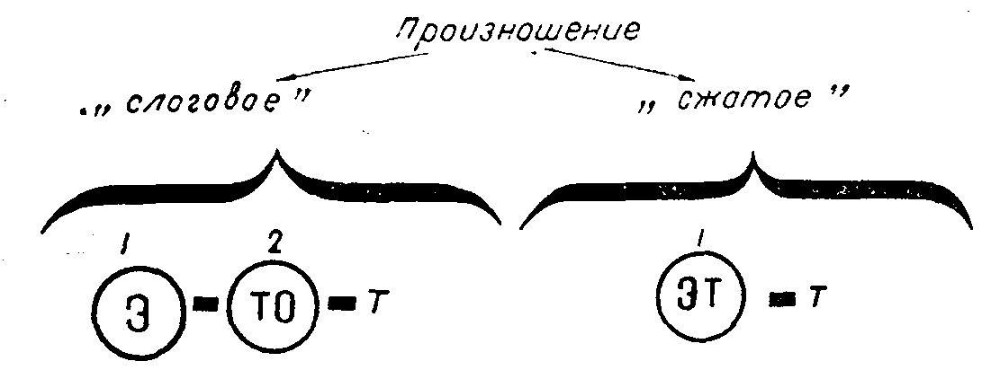 Произношение
„слоговое” „сжатое”
1 2 1
Э - ТО - Т ЭТ - Т